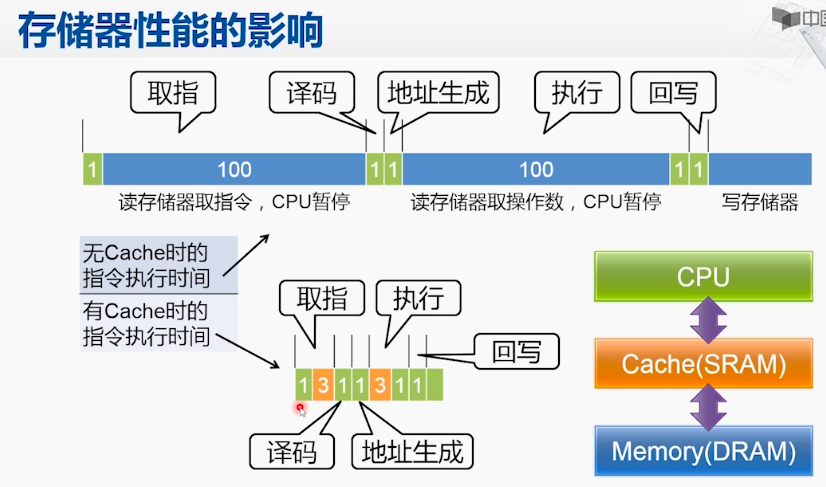 存储器性能的影响
中国
取指
译码
地址生成
执行
回写
1 100 1 1 100 1 1
读存储器取指令，CPU暂停
读存储器取操作数，CPU暂停
写存储器
无Cache时的
指令执行时间
有Cache时的
指令执行时间
取指
执行
回写
1 3 1 1 3 1 1
译码
地址生成
CPU
Cache(SRAM)
Memory(DRAM)